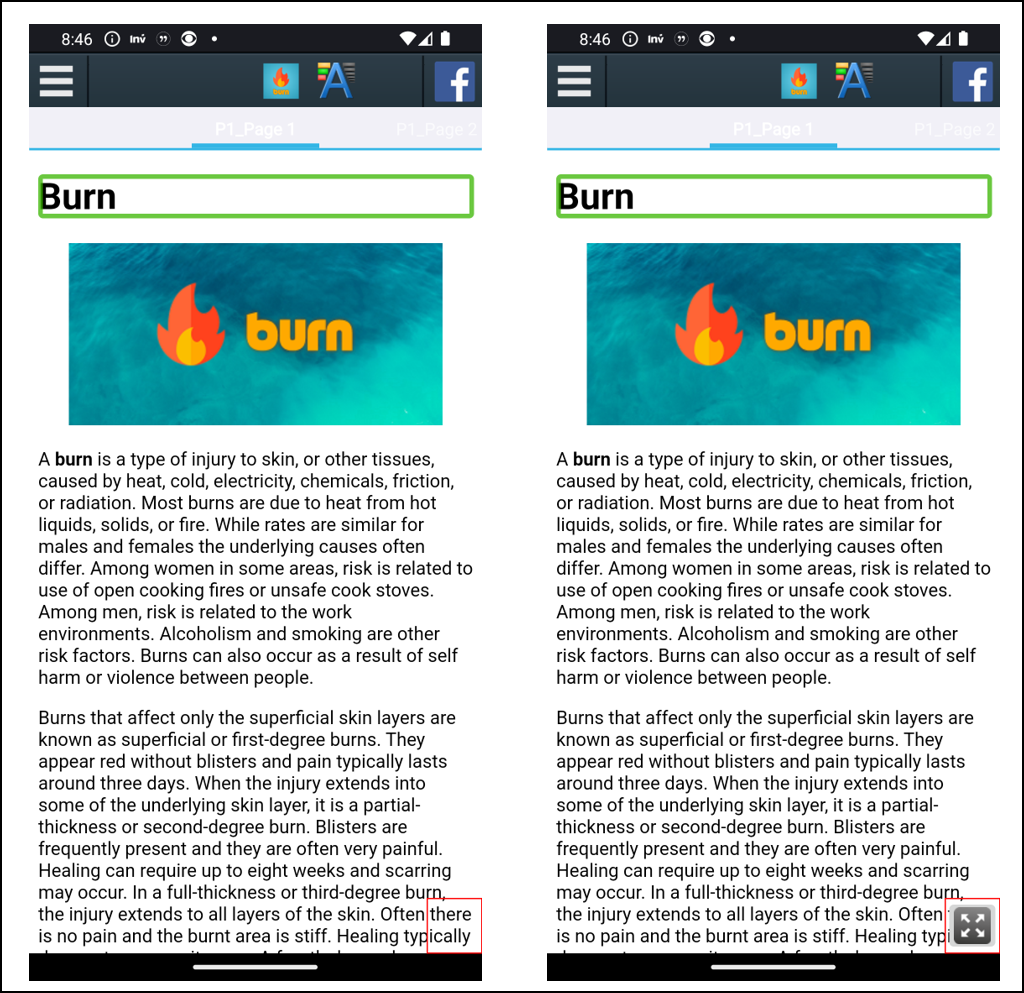 8:46 Inv
burn A f
P1_Page 1 P1_Page 2
Burn
burn
A burn is a type of injury to skin, or other tissues,
caused by heat, cold, electricity, chemicals, friction,
or radiation. Most burns are due to heat from hot
liquids, solids, or fire. While rates are similar for
males and females the underlying causes often
differ. Among women in some areas, risk is related to
use of open cooking fires or unsafe cook stoves.
Among men, risk is related to the work
environments. Alcoholism and smoking are other
risk factors. Burns can also occur as a result of self
harm or violence between people.
Burns that affect only the superficial skin layers are
known as superficial or first-degree burns. They
appear red without blisters and pain typically lasts
around three days. When the injury extends into
some of the underlying skin layer, it is a partial-
thickness or second-degree burn. Blisters are
frequently present and they are often very painful.
Healing can require up to eight weeks and scarring
may occur. In a full-thickness or third-degree burn,
the injury extends to all layers of the skin. Often there
is no pain and the burnt area is stiff. Healing typically
8:46 Inv
burn A f
P1_Page 1 P1_Page 2
Burn
burn
A burn is a type of injury to skin, or other tissues,
caused by heat, cold, electricity, chemicals, friction,
or radiation. Most burns are due to heat from hot
liquids, solids, or fire. While rates are similar for
males and females the underlying causes often
differ. Among women in some areas, risk is related to
use of open cooking fires or unsafe cook stoves.
Among men, risk is related to the work
environments. Alcoholism and smoking are other
risk factors. Burns can also occur as a result of self
harm or violence between people.
Burns that affect only the superficial skin layers are
known as superficial or first-degree burns. They
appear red without blisters and pain typically lasts
around three days. When the injury extends into
some of the underlying skin layer, it is a partial-
thickness or second-degree burn. Blisters are
frequently present and they are often very painful.
Healing can require up to eight weeks and scarring
may occur. In a full-thickness or third-degree burn,
the injury extends to all layers of the skin. Often
is no pain and the burnt area is stiff. Healing